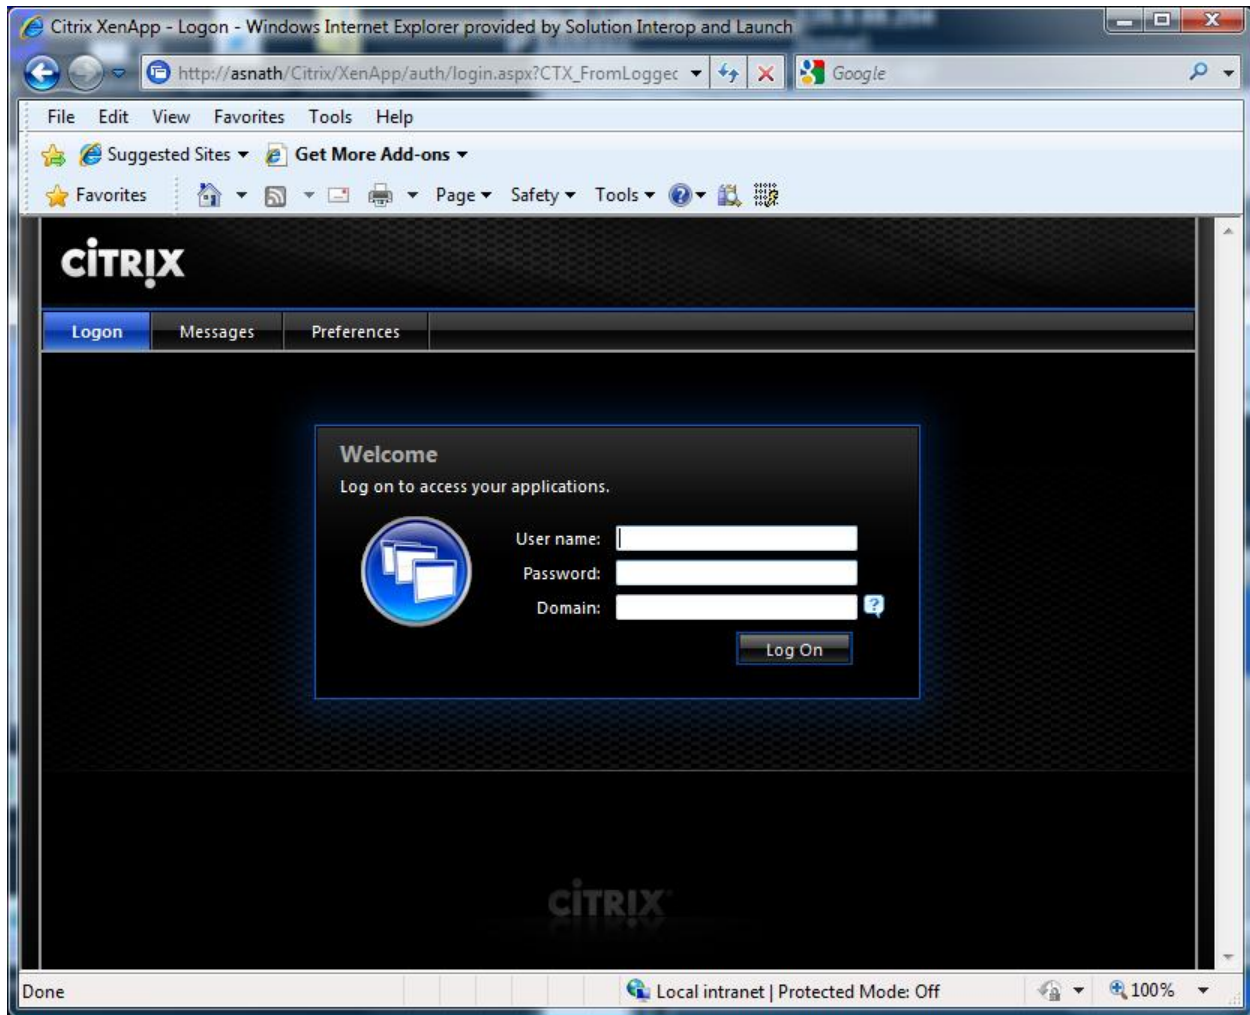 Citrix XenApp - Logon - Windows Internet Explorer provided by Solution Interop and Launch
http://asnath/Citrix/XenApp/auth/login.aspx?CTX_FromLoggec
Google
File Edit View Favorites Tools Help
Suggested Sites Get More Add-ons
Favorites Page Safety Tools
CITRIX
Logon Messages Preferences
Welcome
Log on to access your applications.
User name:
Password:
Domain:
Log On
CITRIX
Done Local intranet | Protected Mode: Off 100%